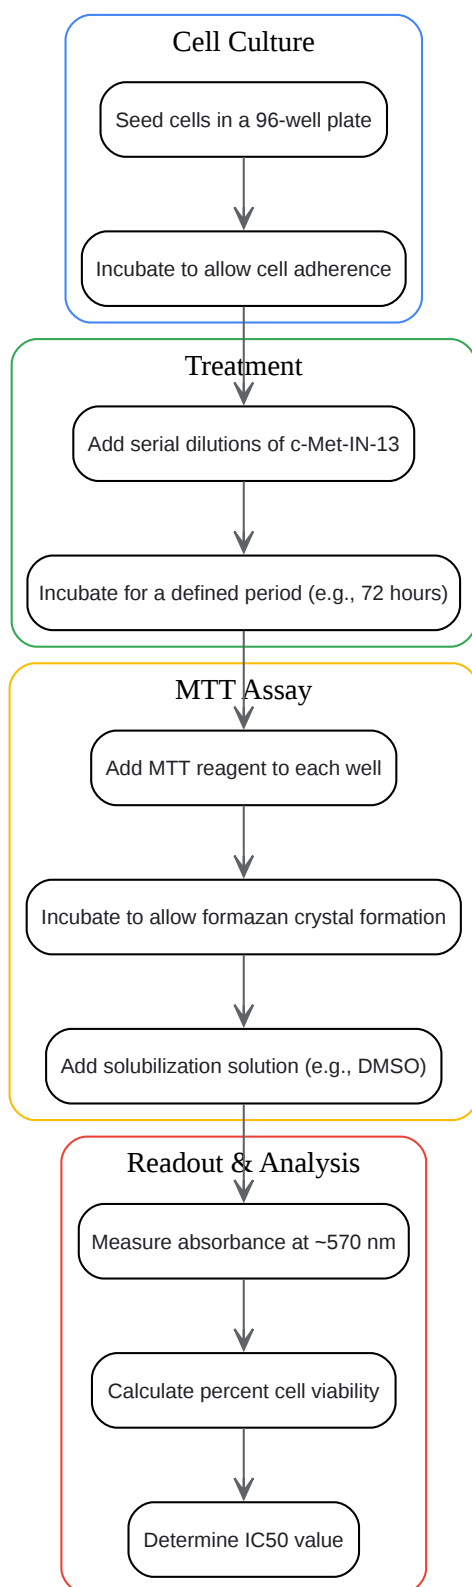 Cell Culture
Seed cells in a 96-well plate
Incubate to allow cell adherence
Treatment
Add serial dilutions of c-Met-IN-13
Incubate for a defined period (e.g., 72 hours)
MTT Assay
Add MTT reagent to each well
Incubate to allow formazan crystal formation
Add solubilization solution (e.g., DMSO)
Readout & Analysis
Measure absorbance at ~570 nm
Calculate percent cell viability
Determine IC50 value